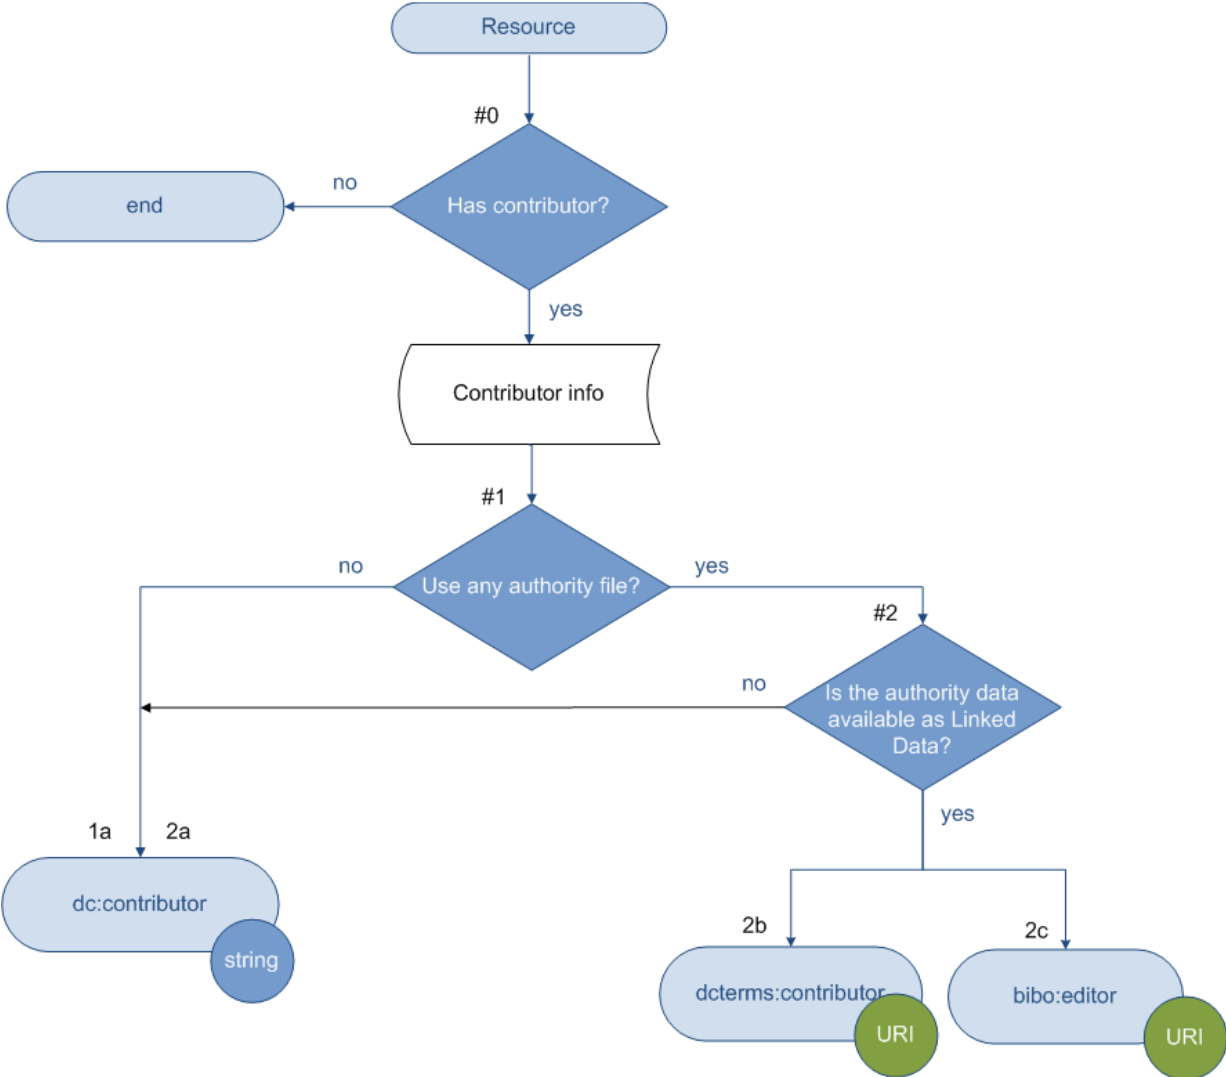 Resource
#0
Has contributor?
no
end
yes
Contributor info
#1
Use any authority file?
no
yes
#2
Is the authority data
available as Linked
Data?
no
yes
1a
2a
dc:contributor
string
2b
dcterms:contributor
URI
2c
bibo:editor
URI